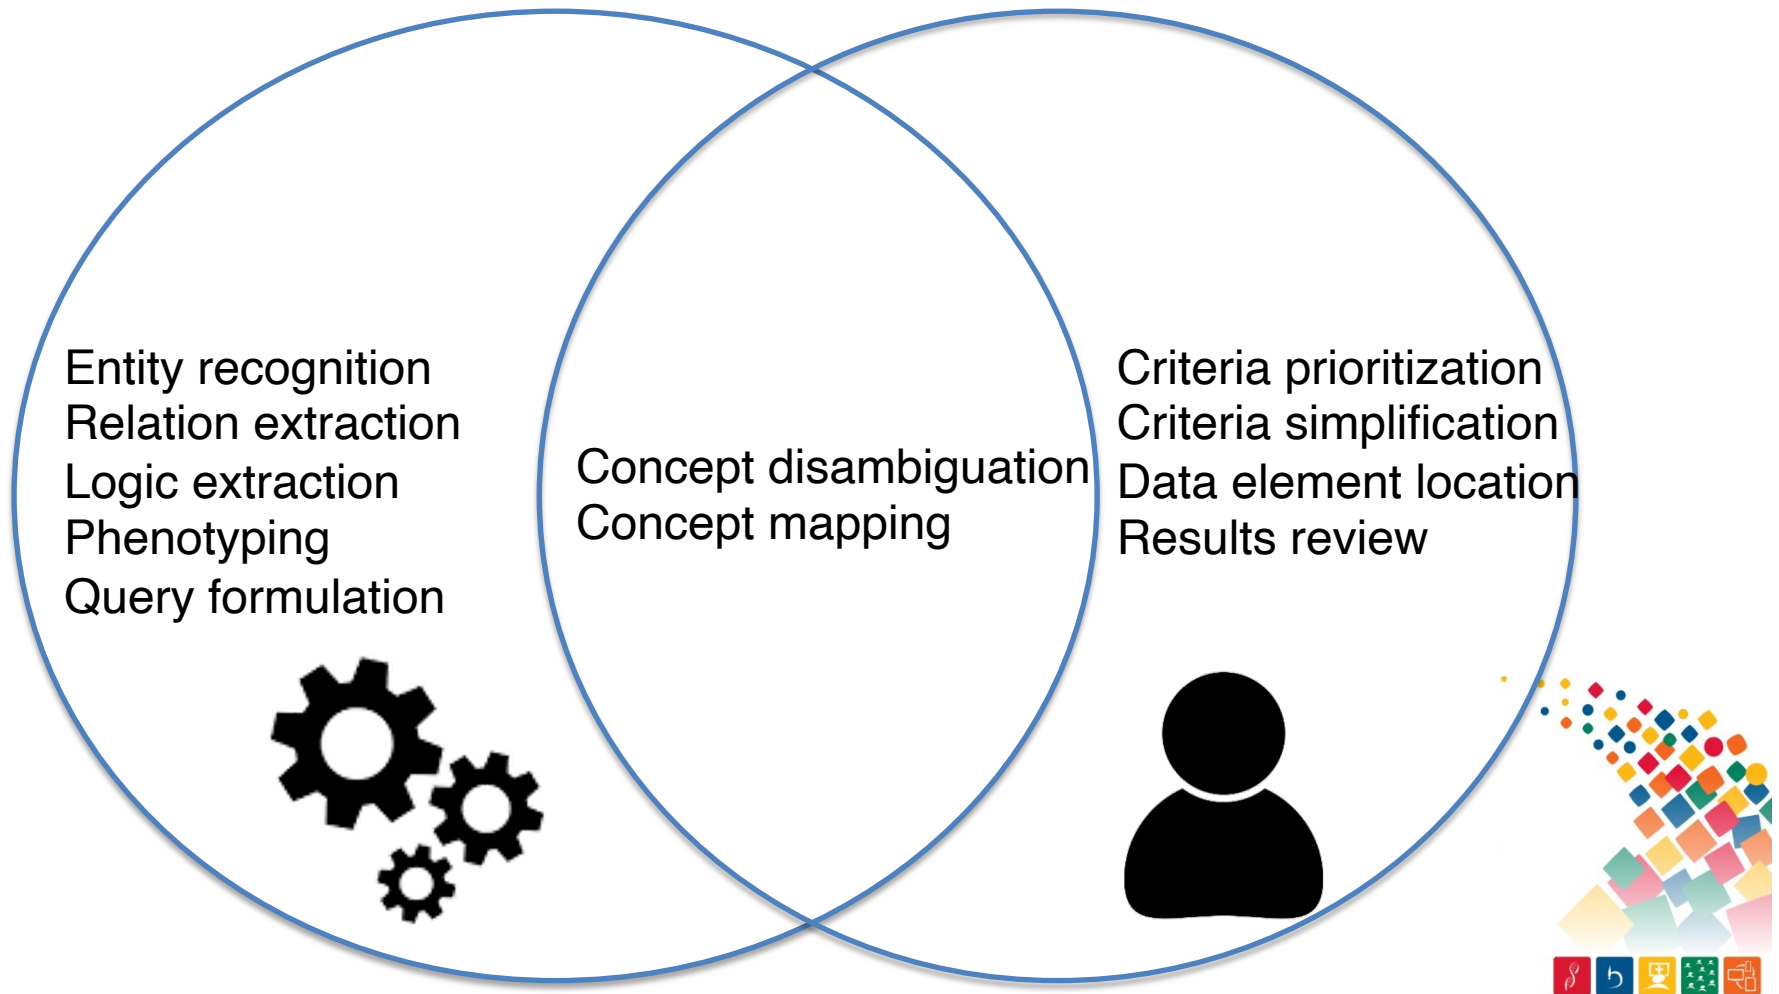 Entity recognition
Relation extraction
Logic extraction
Phenotyping
Query formulation
Concept disambiguation
Concept mapping
Criteria prioritization
Criteria simplification
Data element location
Results review